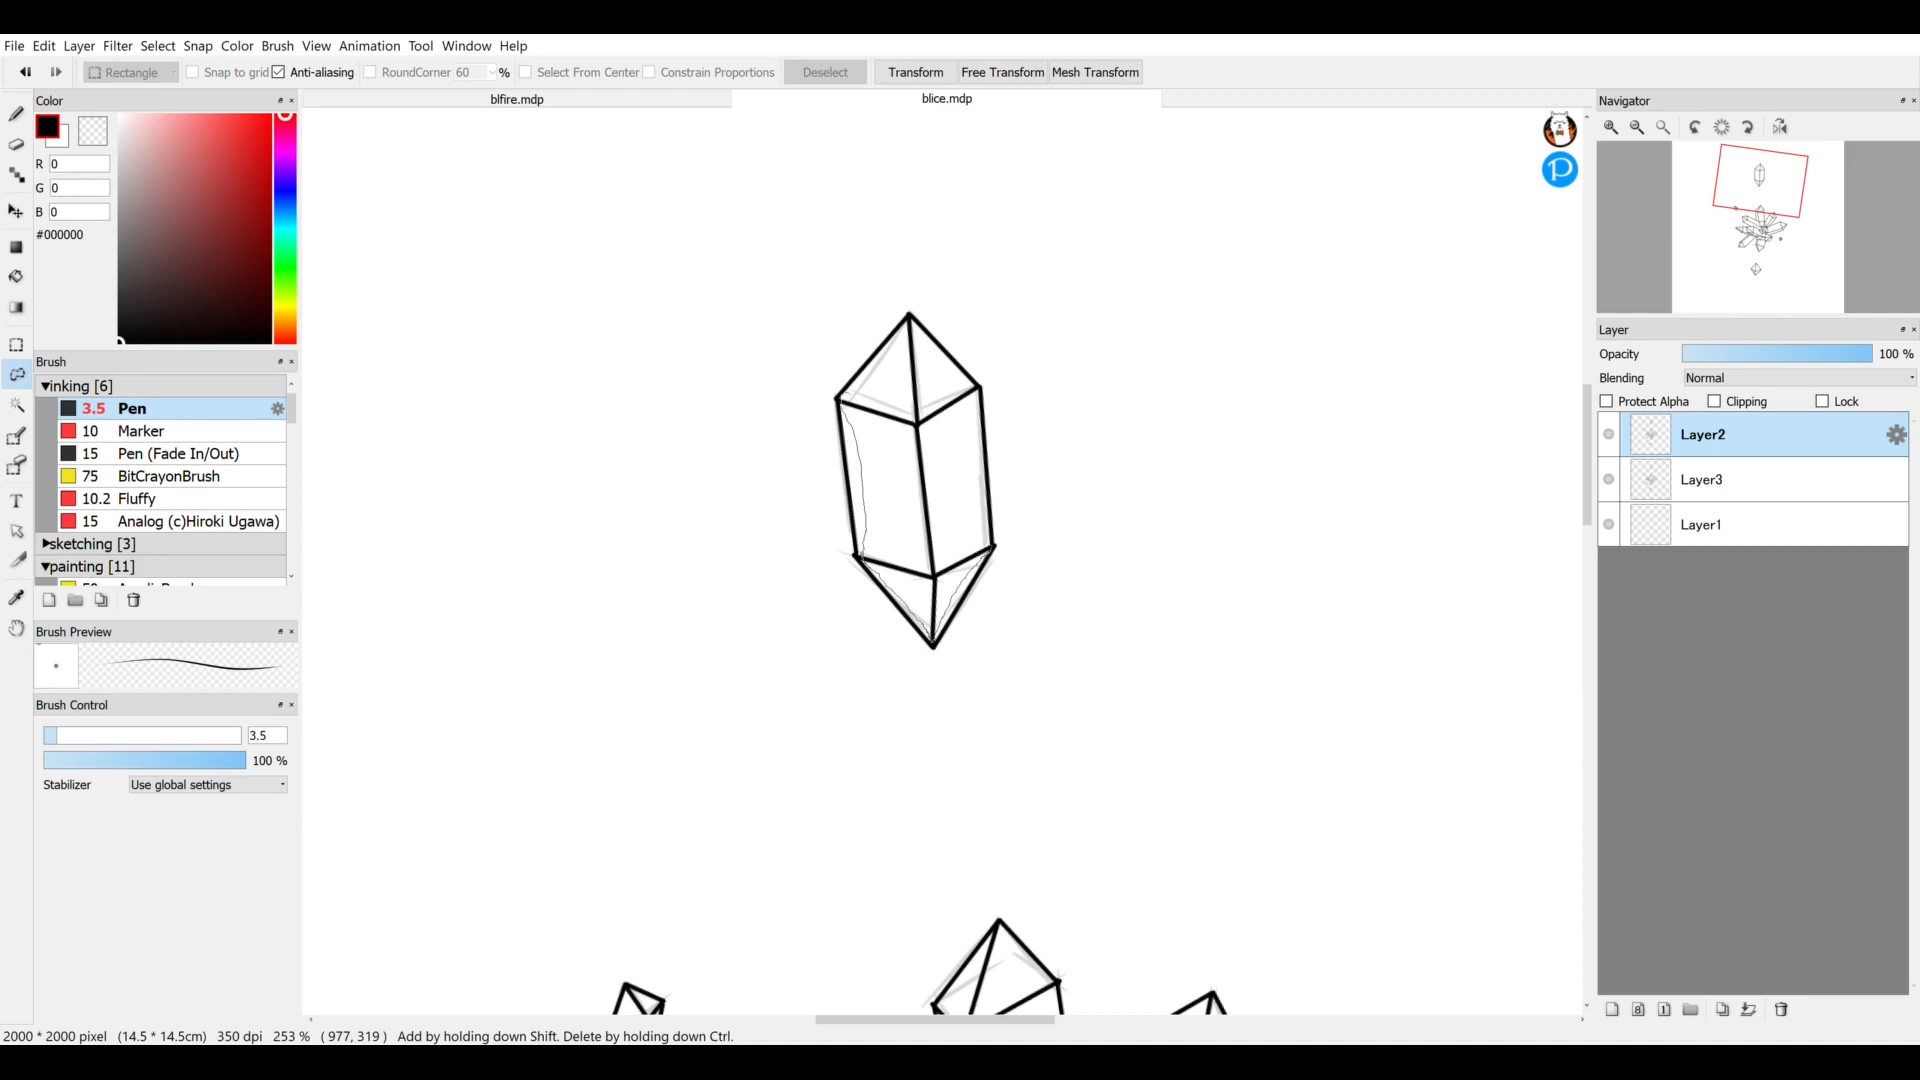 File Edit Layer Filter Select Snap Color Brush View Animation Tool Window Help
Rectangle Snap to grid Anti-aliasing RoundCorner 60 % Select From Center Constrain Proportions Deselect Transform Free Transform Mesh Transform
Color
blfire.mdp
blice.mdp
Navigator
R 0
G 0
B 0
#000000
Brush
inking [6]
3.5 Pen
10 Marker
15 Pen (Fade In/Out)
75 BitCrayonBrush
10.2 Fluffy
15 Analog (c)Hiroki Ugawa)
sketching [3]
painting [11]
Brush Preview
Brush Control
3.5
100 %
Stabilizer Use global settings
Layer
Opacity 100 %
Blending Normal
Protect Alpha Clipping Lock
Layer2
Layer3
Layer1
P
8 1
T
2000 * 2000 pixel (14.5 * 14.5cm) 350 dpi 253 % ( 977, 319 ) Add by holding down Shift. Delete by holding down Ctrl.